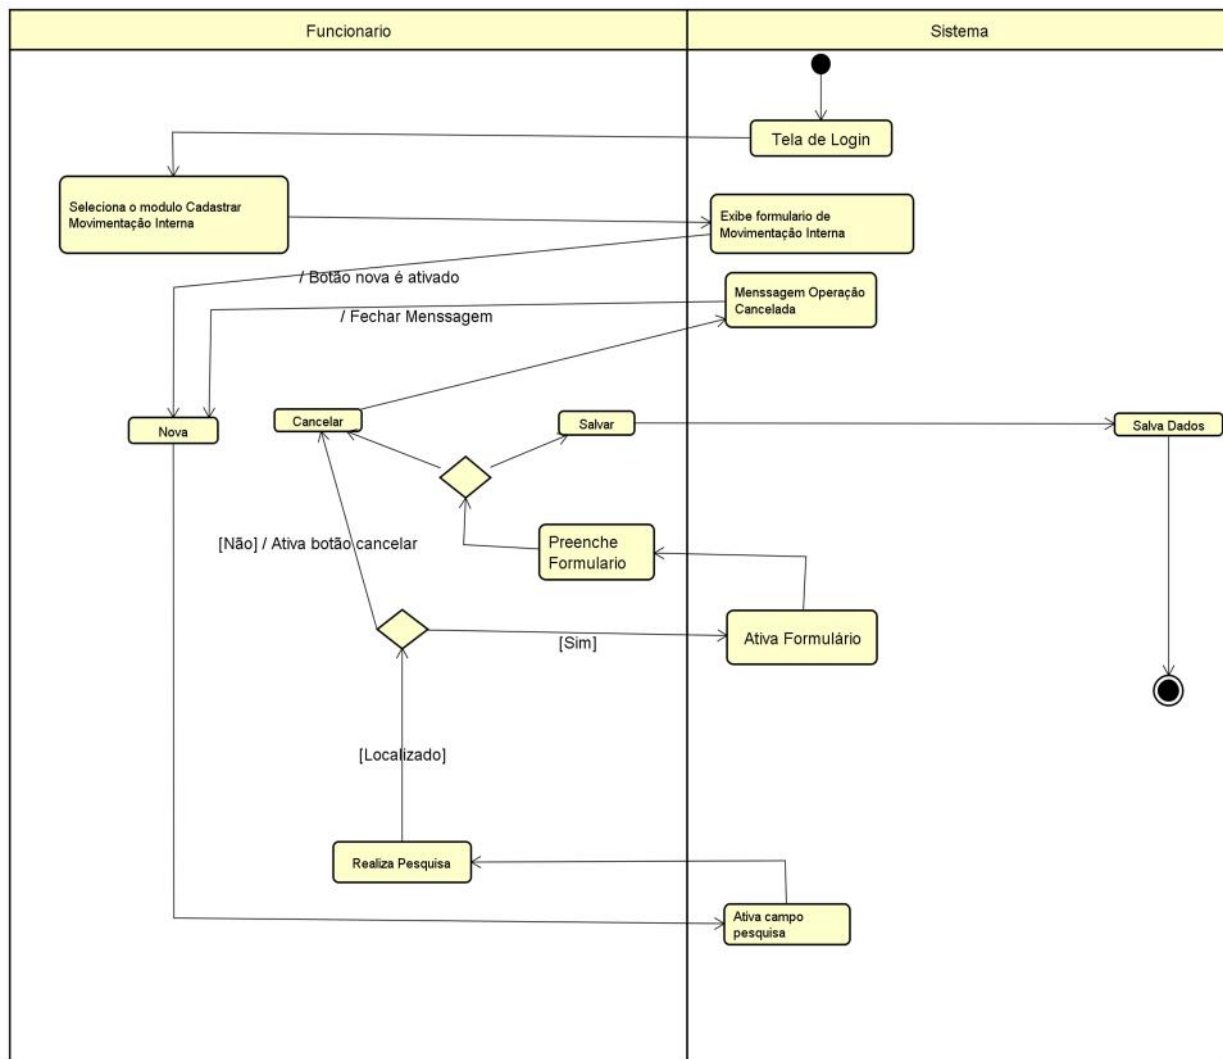 Funcionario
Sistema
Tela de Login
Seleciona o modulo Cadastrar
Movimentação Interna
Exibe formulario de
Movimentação Interna
/ Botão nova é ativado
Menssagem Operação
Cancelada
/ Fechar Menssagem
Nova
Cancelar
Salvar
Salva Dados
[Não] / Ativa botão cancelar
Preenche
Formulario
[Sim]
Ativa Formulário
[Localizado]
Realiza Pesquisa
Ativa campo
pesquisa